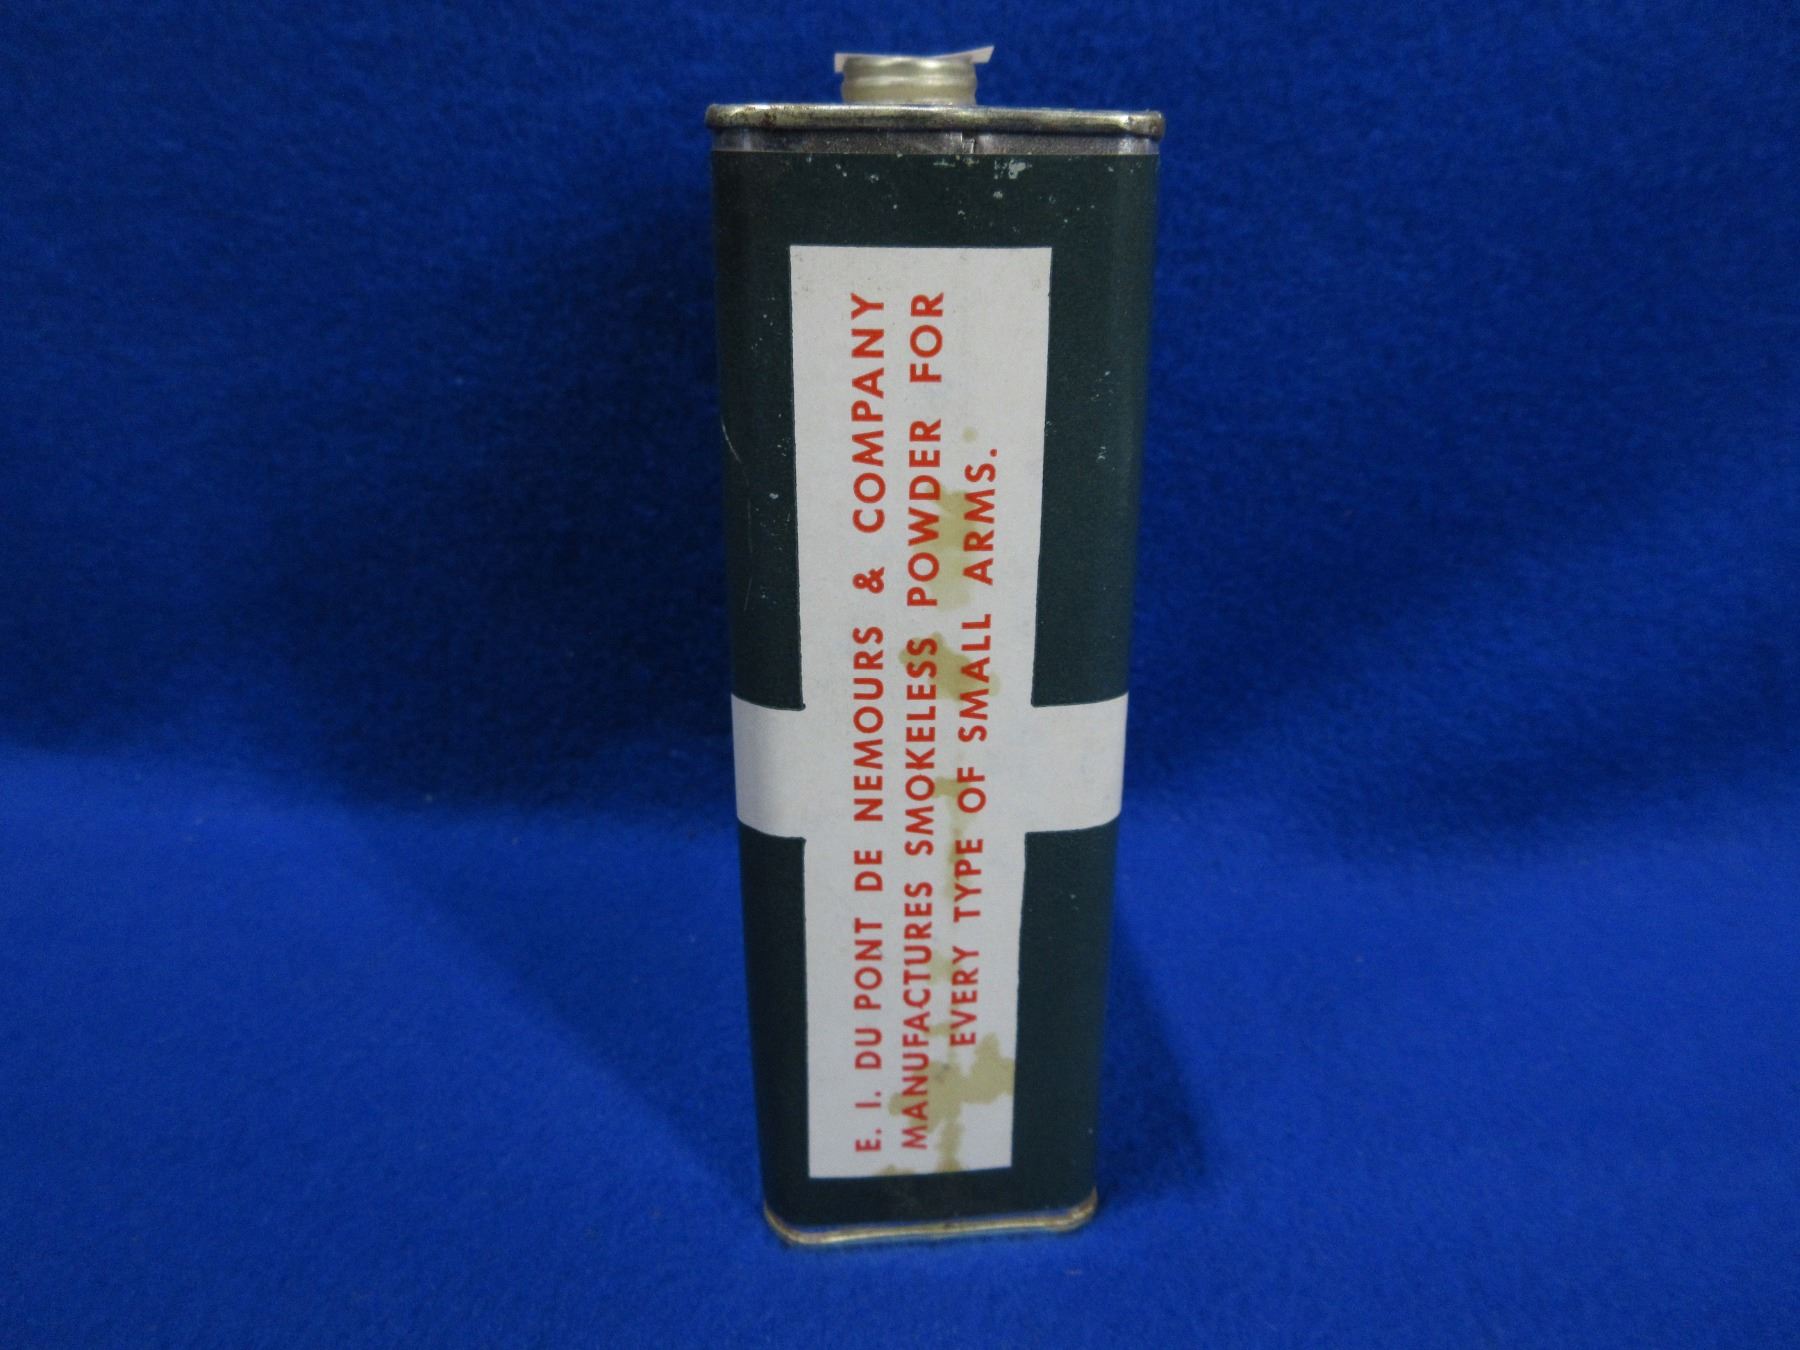 E. I. DU PONT DE NEMOURS & COMPANY
MANUFACTURES SMOKELESS POWDER FOR
EVERY TYPE OF SMALL ARMS.